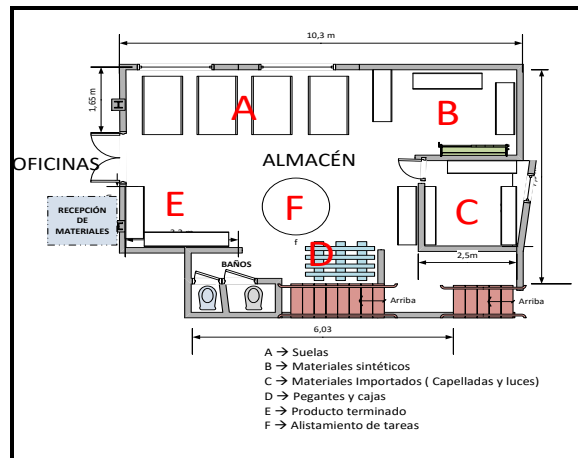 10,3 m
1,65 m
A
B
OFICINAS
ALMACÉN
E
F
C
RECEPCIÓN
DE
MATERIALES
f
D
BAÑOS
2,5m
Arriba
Arriba
6,03
A → Suelas
B → Materiales sintéticos
C → Materiales Importados ( Capelladas y luces)
D → Pegantes y cajas
E → Producto terminado
F → Alistamiento de tareas